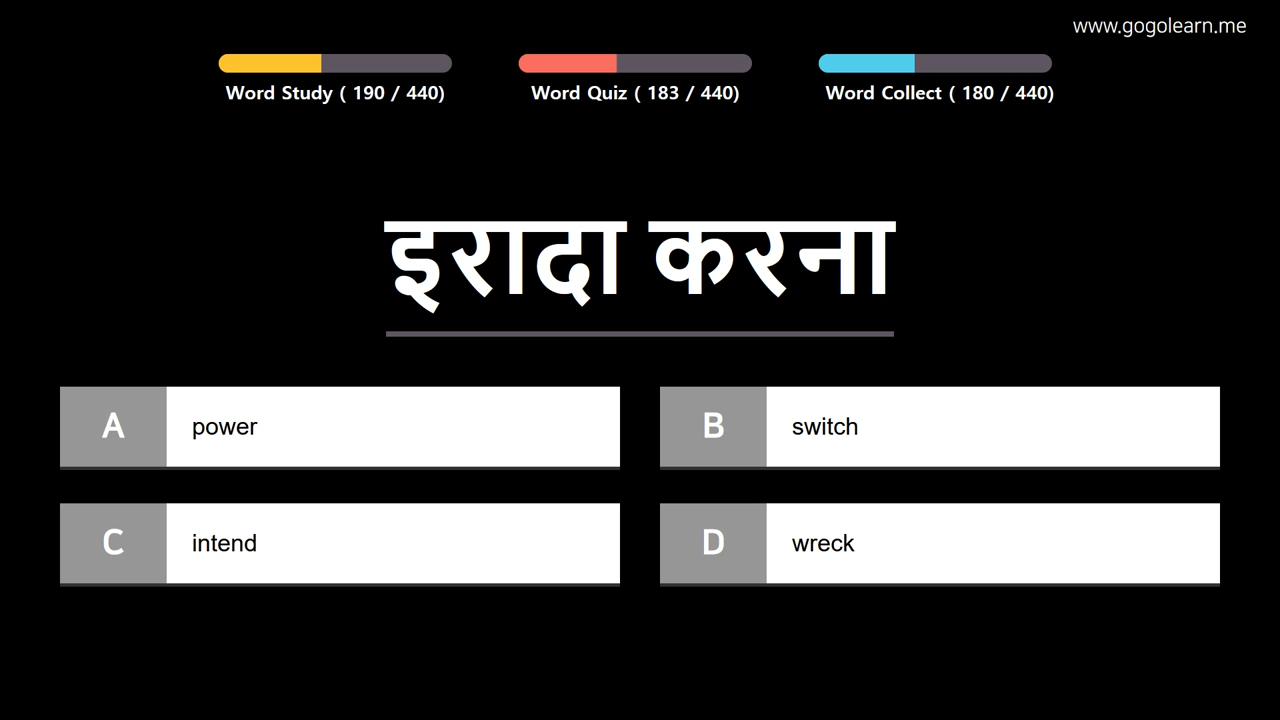 www.gogolearn.me
Word Study ( 190 / 440)
Word Quiz ( 183 / 440)
Word Collect ( 180 / 440)
इरादा करना
A power
B switch
C intend
D wreck